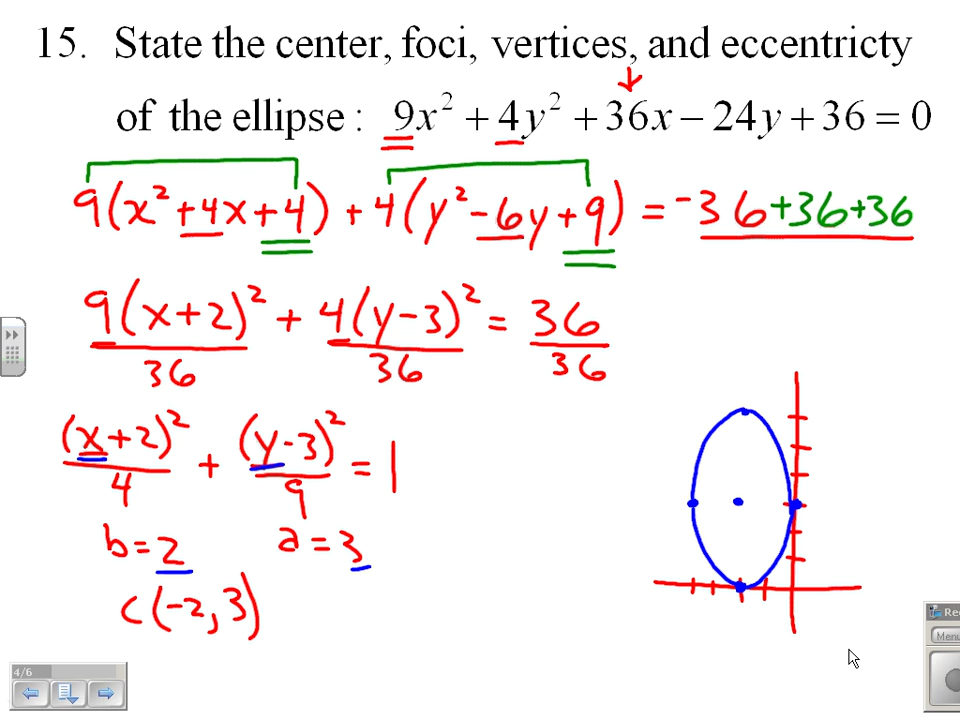 15. State the center, foci, vertices, and eccentricty
of the ellipse : 9x² + 4y² + 36x − 24y + 36 = 0
9(x² + 4x + 4) + 4(y² − 6y + 9) = -36 + 36 + 36
9(x + 2)² + 4(y − 3)² = 36
36 36 36
(x + 2)² + (y − 3)² = 1
4 9
b = 2 a = 3
C(−2, 3)
4/6
Rec
Menu